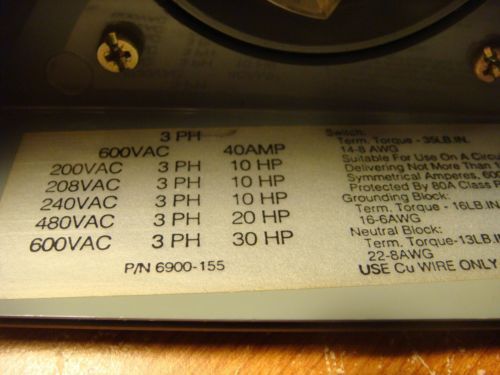 3 PH
600VAC 40AMP
200VAC 3 PH 10 HP
208VAC 3 PH 10 HP
240VAC 3 PH 10 HP
480VAC 3 PH 20 HP
600VAC 3 PH 30 HP
P/N 6900-155
Switch:
Term. Torque - 35LB.IN.
14-8 AWG
Suitable For Use On A Circu
Delivering Not More Than
Symmetrical Amperes, 600
Protected By 80A Class
Grounding Block:
Term. Torque - 16LB.IN
16-6AWG
Neutral Block:
Term. Torque-13LB.IN
22-8AWG
USE Cu WIRE ONLY